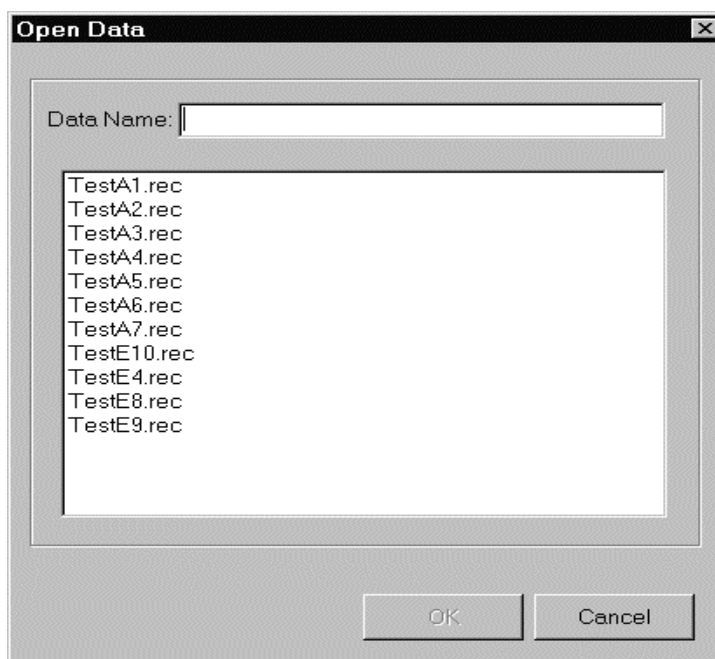 Open Data
Data Name:
TestA1.rec
TestA2.rec
TestA3.rec
TestA4.rec
TestA5.rec
TestA6.rec
TestA7.rec
TestE10.rec
TestE4.rec
TestE8.rec
TestE9.rec
OK Cancel